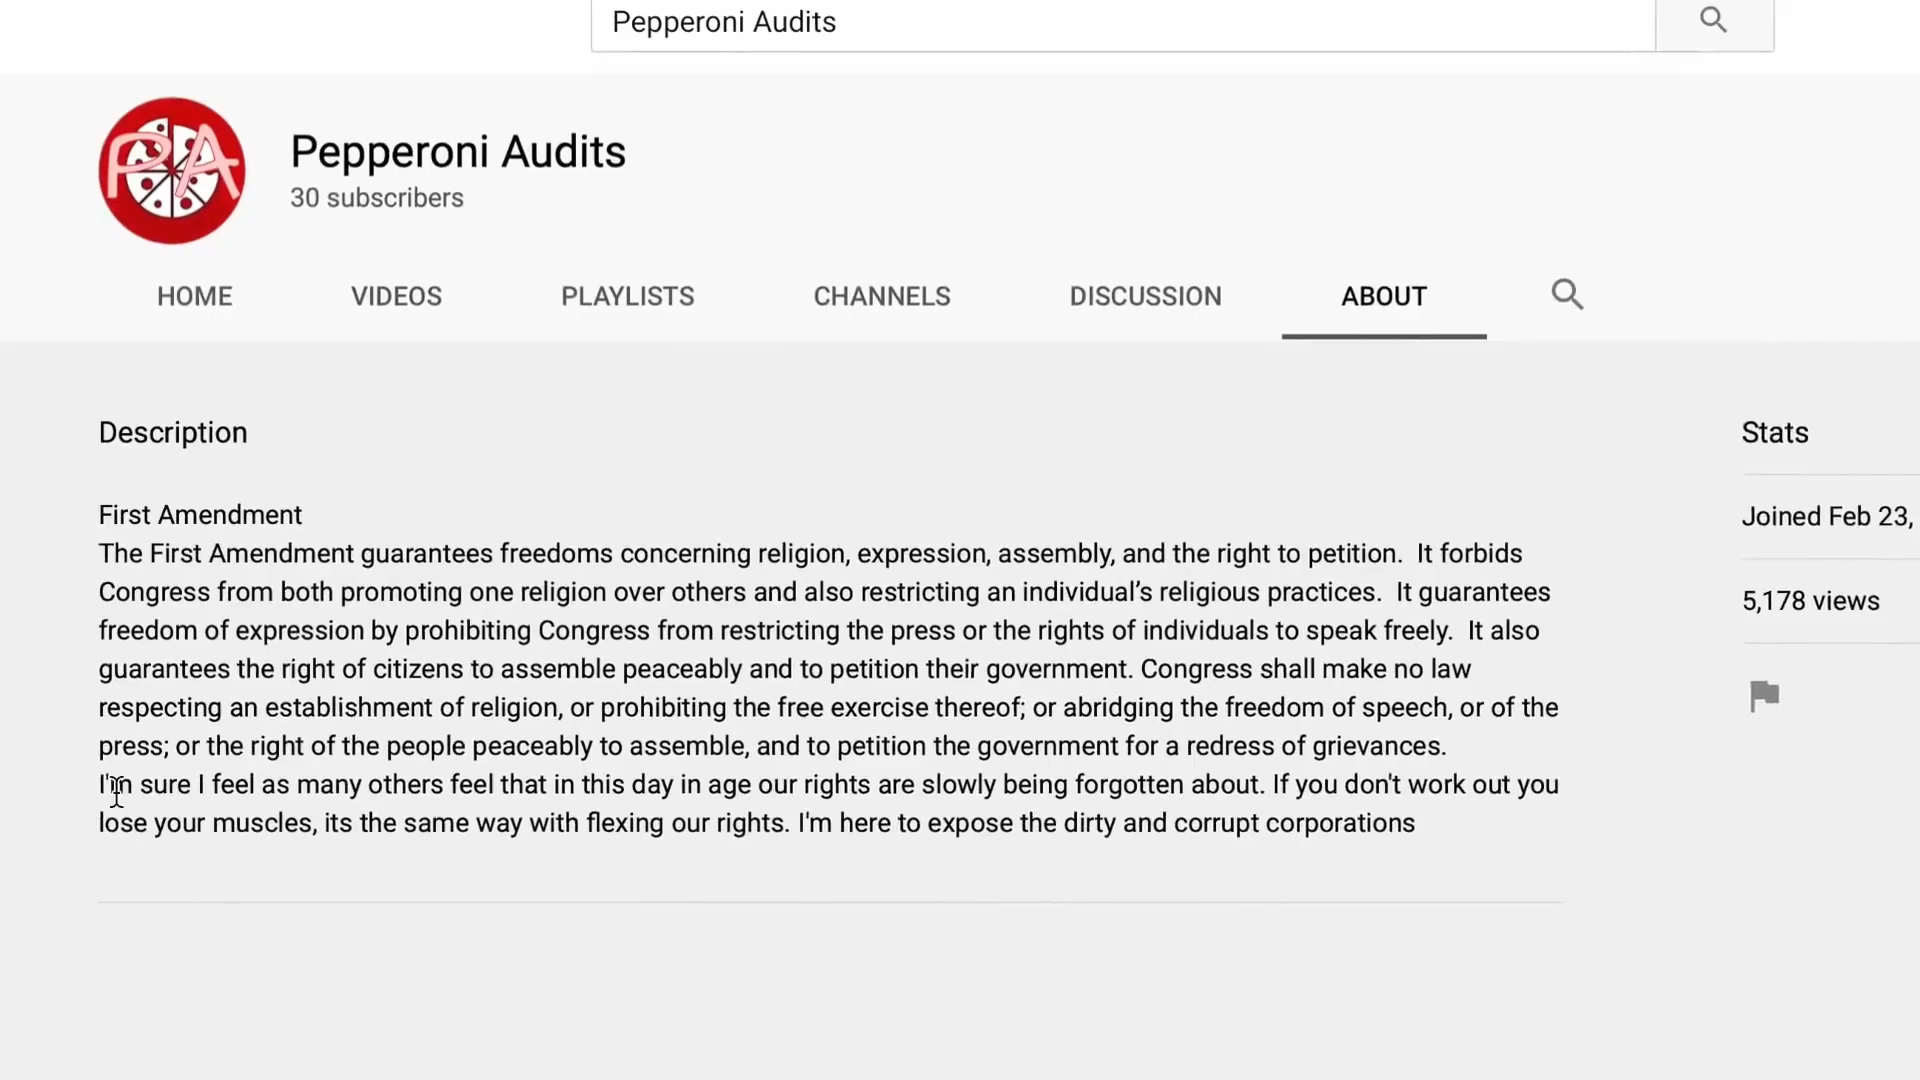 Pepperoni Audits
PA
Pepperoni Audits
30 subscribers
HOME VIDEOS PLAYLISTS CHANNELS DISCUSSION ABOUT
Description
First Amendment
The First Amendment guarantees freedoms concerning religion, expression, assembly, and the right to petition.  It forbids
Congress from both promoting one religion over others and also restricting an individual’s religious practices.  It guarantees
freedom of expression by prohibiting Congress from restricting the press or the rights of individuals to speak freely.  It also
guarantees the right of citizens to assemble peaceably and to petition their government. Congress shall make no law
respecting an establishment of religion, or prohibiting the free exercise thereof; or abridging the freedom of speech, or of the
press; or the right of the people peaceably to assemble, and to petition the government for a redress of grievances.
I'm sure I feel as many others feel that in this day in age our rights are slowly being forgotten about. If you don't work out you
lose your muscles, its the same way with flexing our rights. I'm here to expose the dirty and corrupt corporations
Stats
Joined Feb 23,
5,178 views